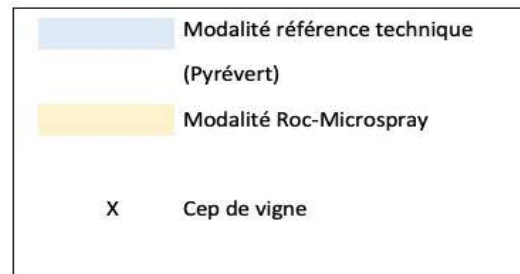 Modalité référence technique
(Pyrévert)
Modalité Roc-Microspray
X Cep de vigne